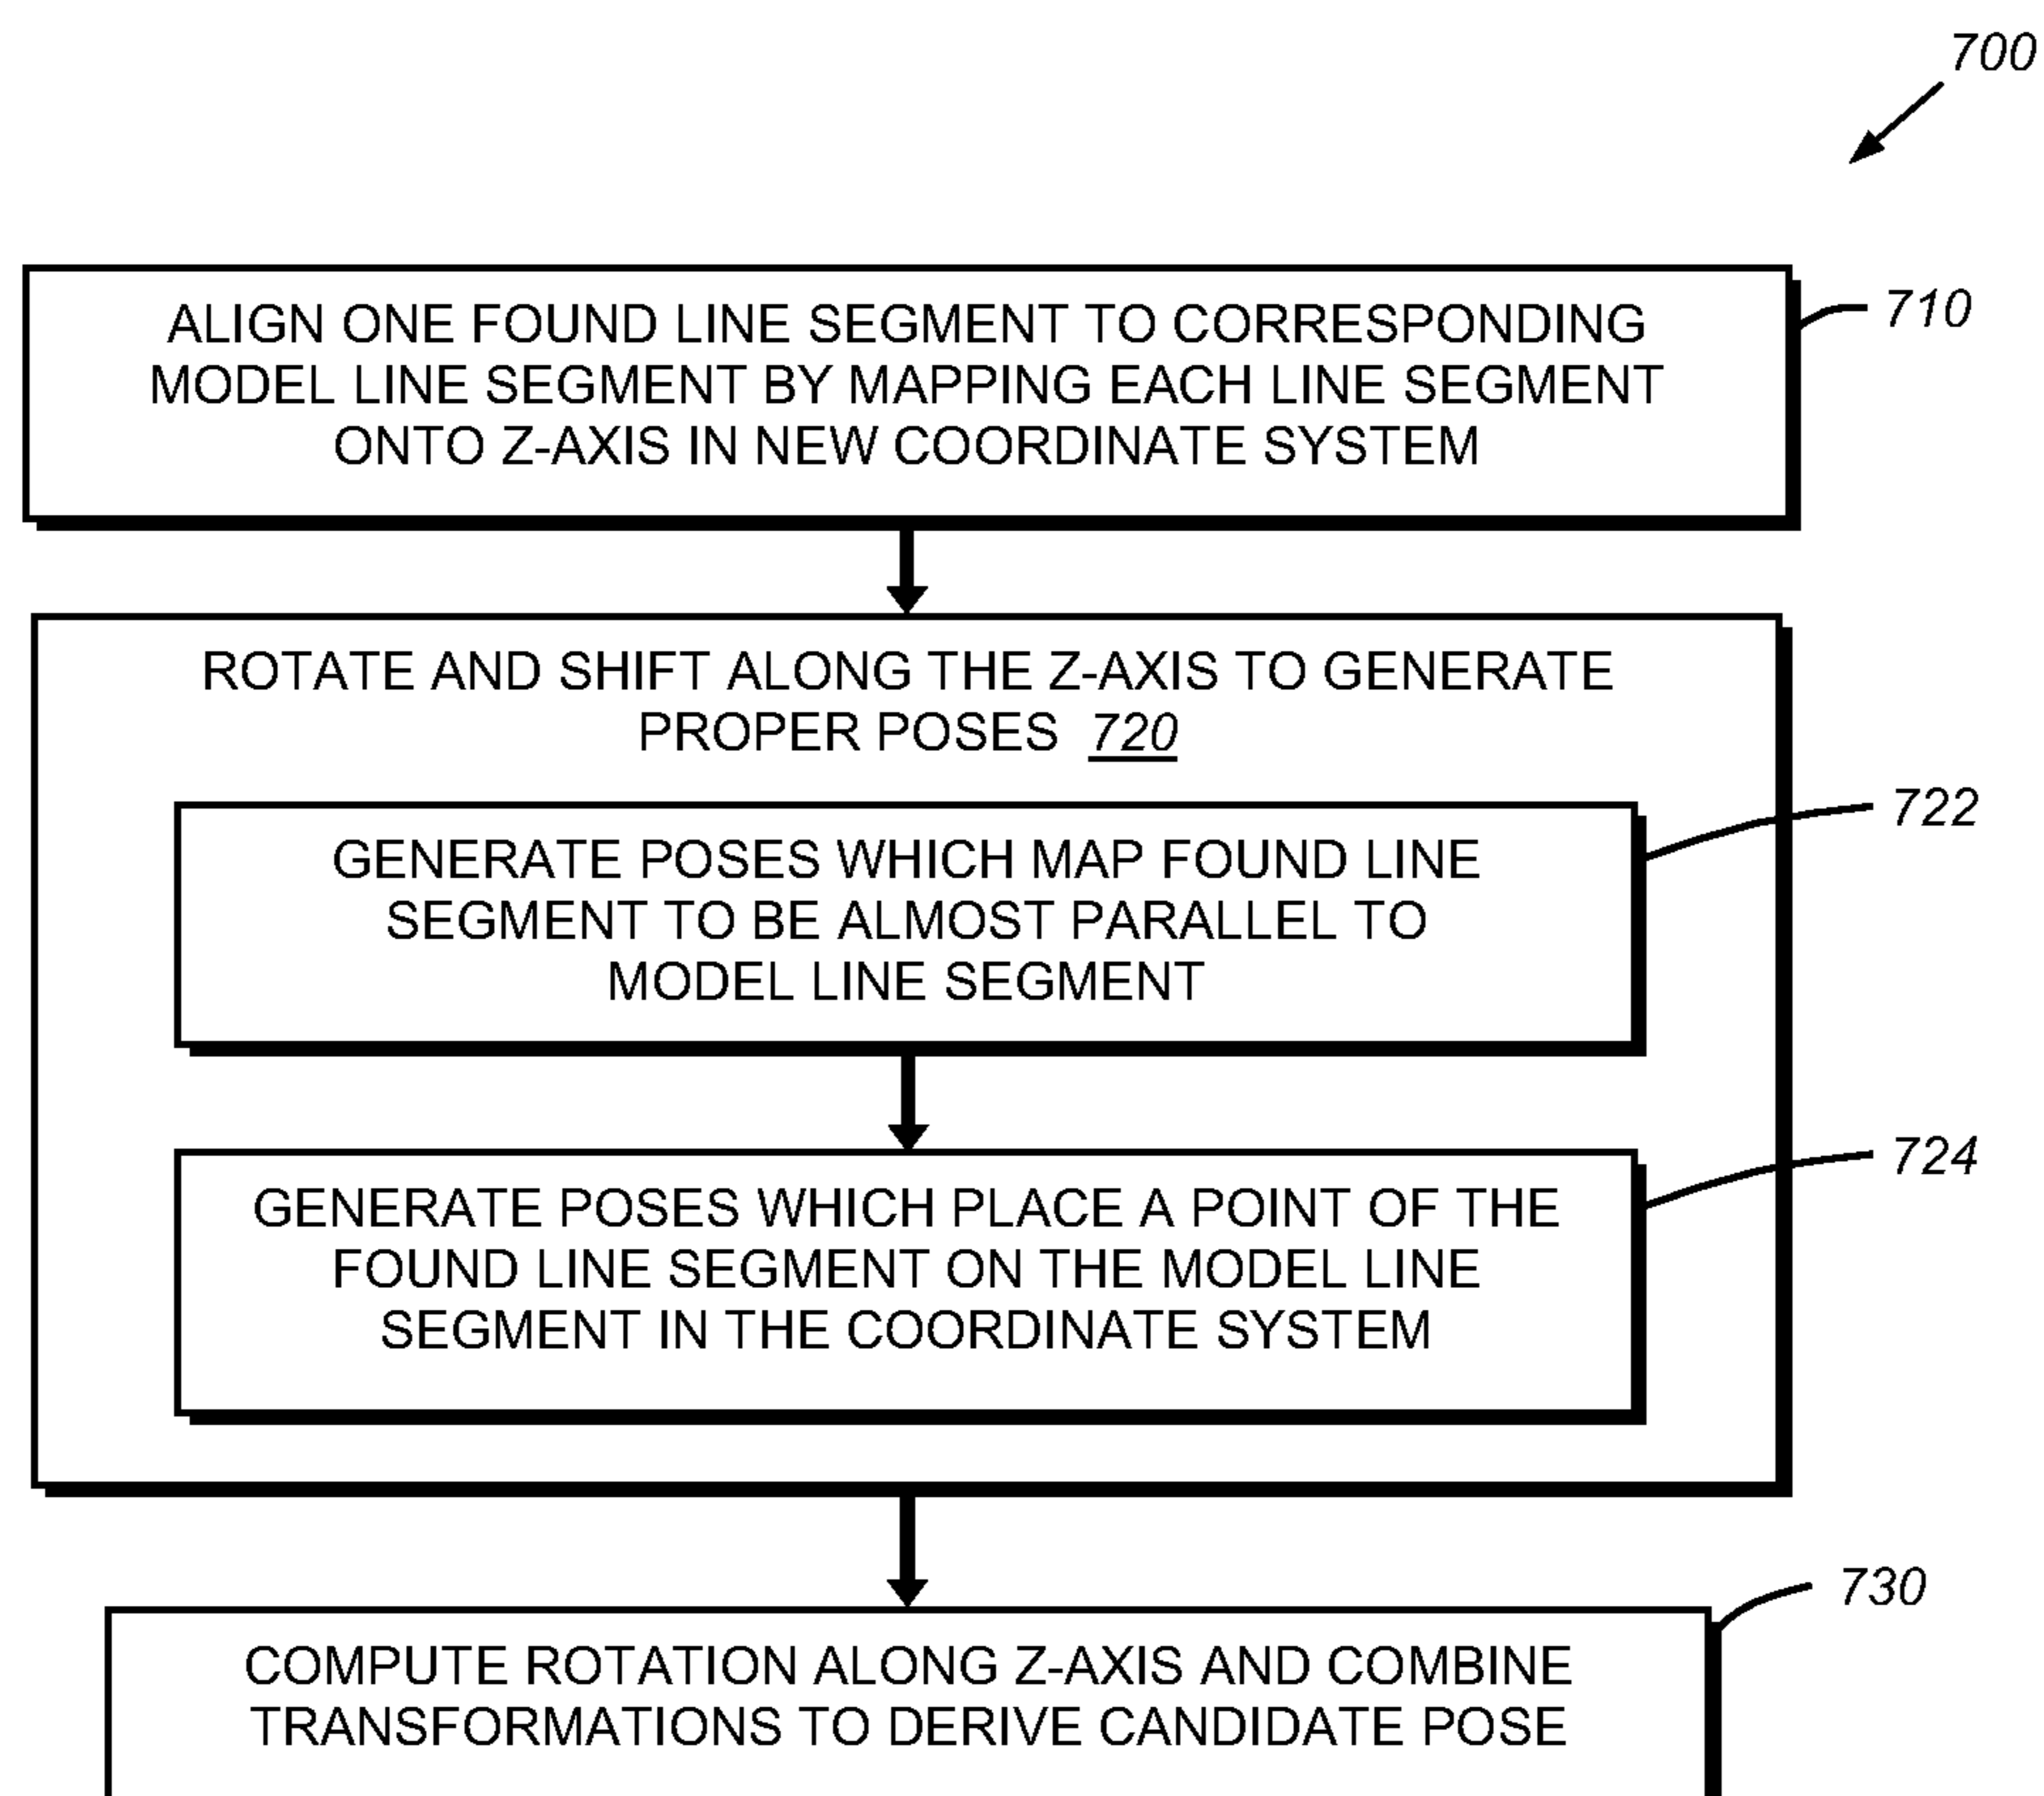 700
ALIGN ONE FOUND LINE SEGMENT TO CORRESPONDING
MODEL LINE SEGMENT BY MAPPING EACH LINE SEGMENT
ONTO Z-AXIS IN NEW COORDINATE SYSTEM
710
ROTATE AND SHIFT ALONG THE Z-AXIS TO GENERATE
PROPER POSES 720
GENERATE POSES WHICH MAP FOUND LINE
SEGMENT TO BE ALMOST PARALLEL TO
MODEL LINE SEGMENT
722
GENERATE POSES WHICH PLACE A POINT OF THE
FOUND LINE SEGMENT ON THE MODEL LINE
SEGMENT IN THE COORDINATE SYSTEM
724
COMPUTE ROTATION ALONG Z-AXIS AND COMBINE
TRANSFORMATIONS TO DERIVE CANDIDATE POSE
730